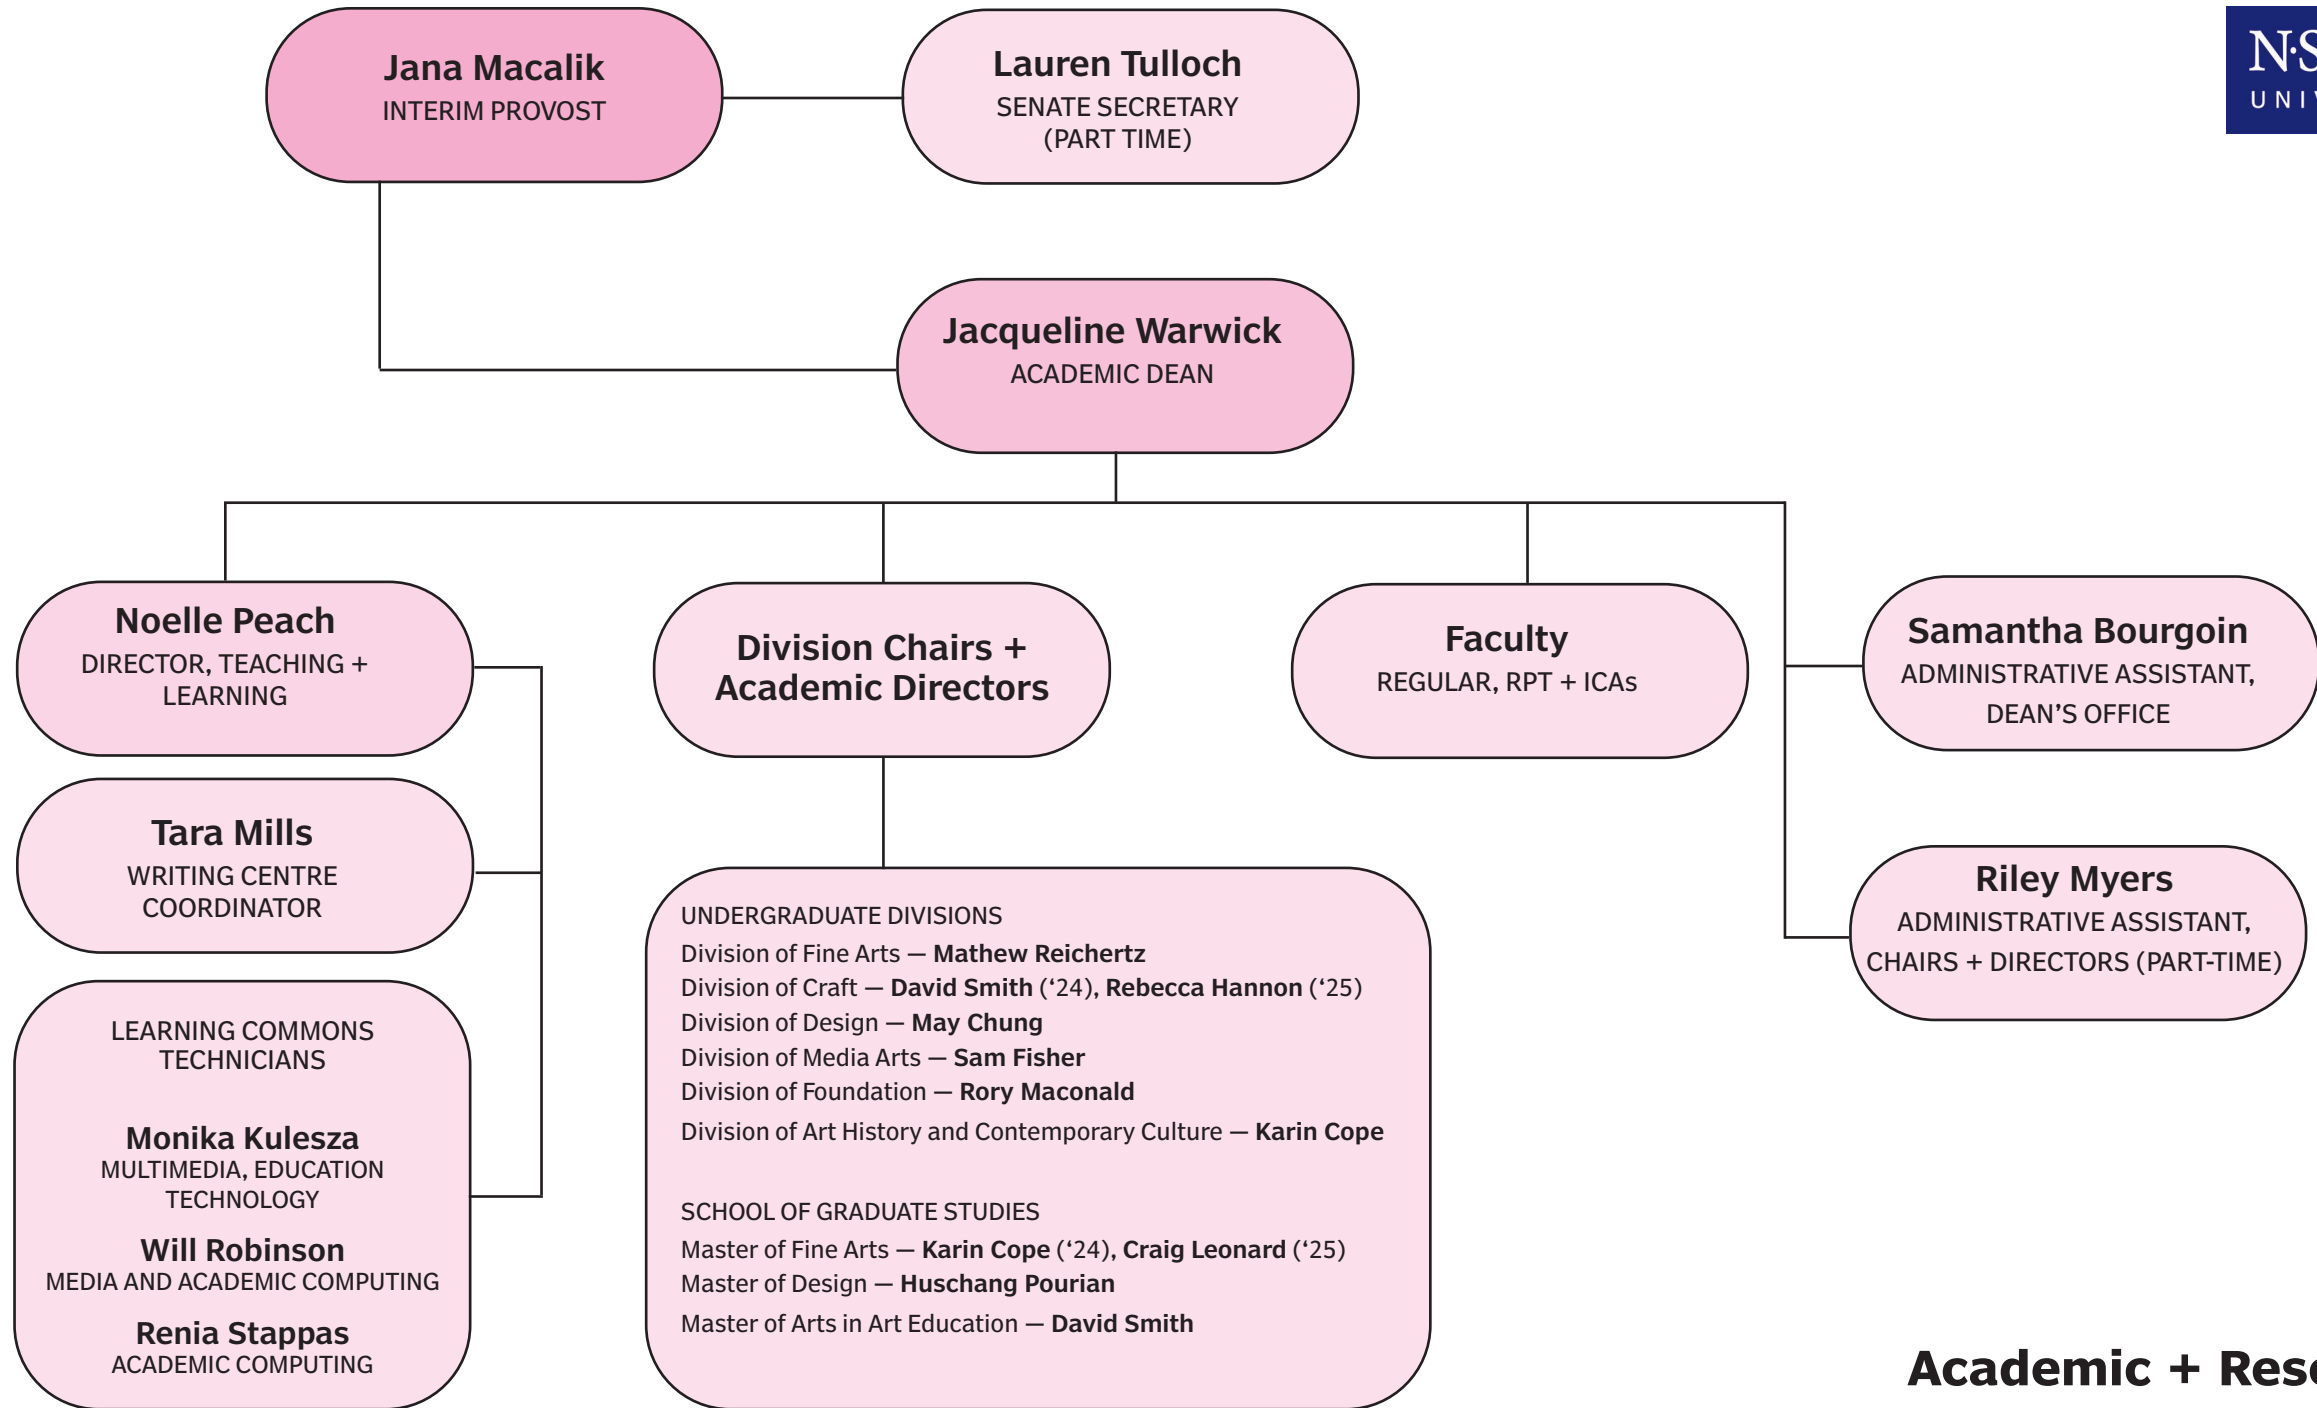 Jana Macalik
INTERIM PROVOST
Lauren Tulloch
SENATE SECRETARY
(PART TIME)
Jacqueline Warwick
ACADEMIC DEAN
Noelle Peach
DIRECTOR, TEACHING +
LEARNING
Tara Mills
WRITING CENTRE
COORDINATOR
LEARNING COMMONS
TECHNICIANS
Monika Kulesza
MULTIMEDIA, EDUCATION
TECHNOLOGY
Will Robinson
MEDIA AND ACADEMIC COMPUTING
Renia Stappas
ACADEMIC COMPUTING
Division Chairs +
Academic Directors
UNDERGRADUATE DIVISIONS
Division of Fine Arts — Mathew Reichertz
Division of Craft — David Smith (‘24), Rebecca Hannon (‘25)
Division of Design — May Chung
Division of Media Arts — Sam Fisher
Division of Foundation — Rory Maconald
Division of Art History and Contemporary Culture — Karin Cope
SCHOOL OF GRADUATE STUDIES
Master of Fine Arts — Karin Cope (‘24), Craig Leonard (‘25)
Master of Design — Huschang Pourian
Master of Arts in Art Education — David Smith
Faculty
REGULAR, RPT + ICAs
Samantha Bourgoin
ADMINISTRATIVE ASSISTANT,
DEAN’S OFFICE
Riley Myers
ADMINISTRATIVE ASSISTANT,
CHAIRS + DIRECTORS (PART-TIME)
Academic +